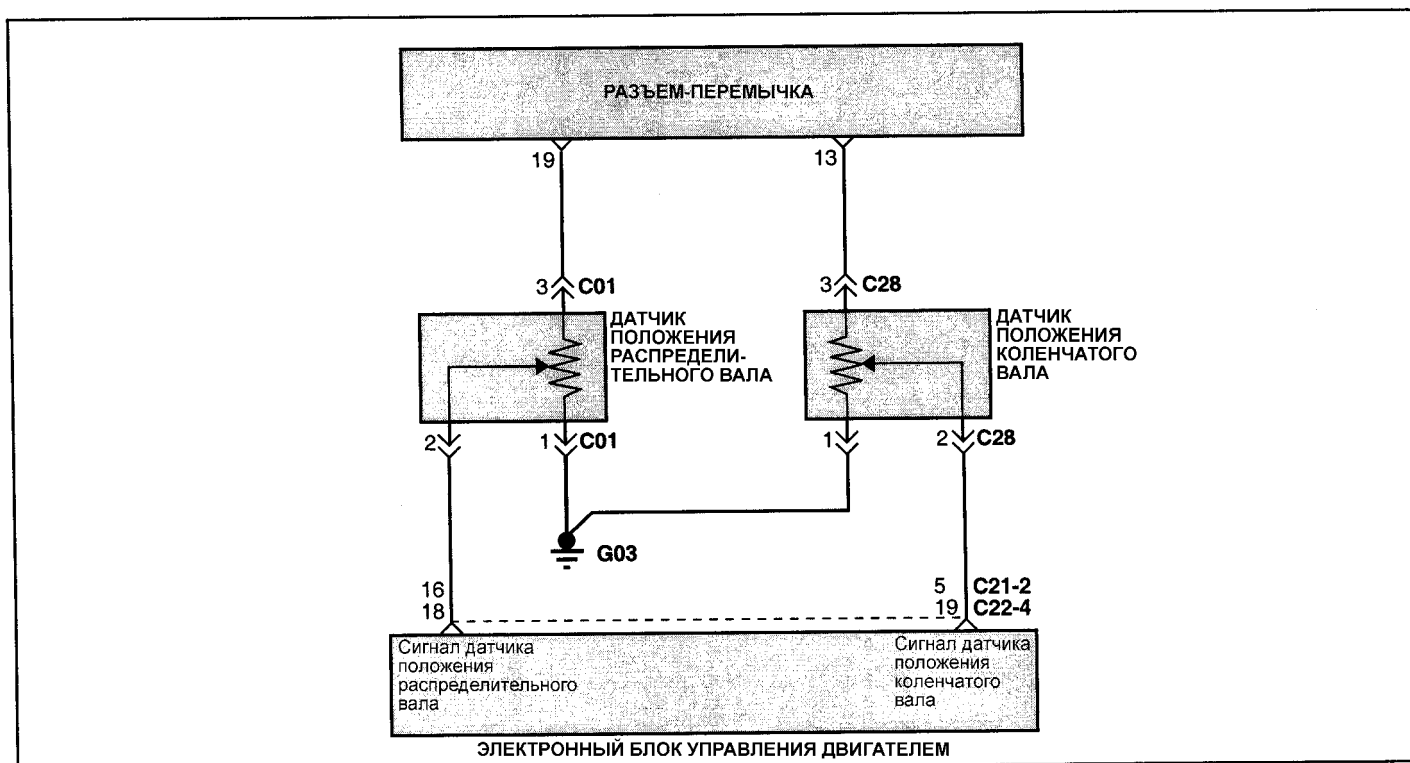 РАЗЪЕМ-ПЕРЕМЫЧКА
19
13
3 C01
3 C28
ДАТЧИК
ПОЛОЖЕНИЯ
РАСПРЕДЕЛИ-
ТЕЛЬНОГО ВАЛА
ДАТЧИК
ПОЛОЖЕНИЯ
КОЛЕНЧАТОГО
ВАЛА
2
1 C01
1
2 C28
G03
16
18
5 C21-2
19 C22-4
Сигнал датчика
положения
распределительного
вала
Сигнал датчика
положения
коленчатого
вала
ЭЛЕКТРОННЫЙ БЛОК УПРАВЛЕНИЯ ДВИГАТЕЛЕМ